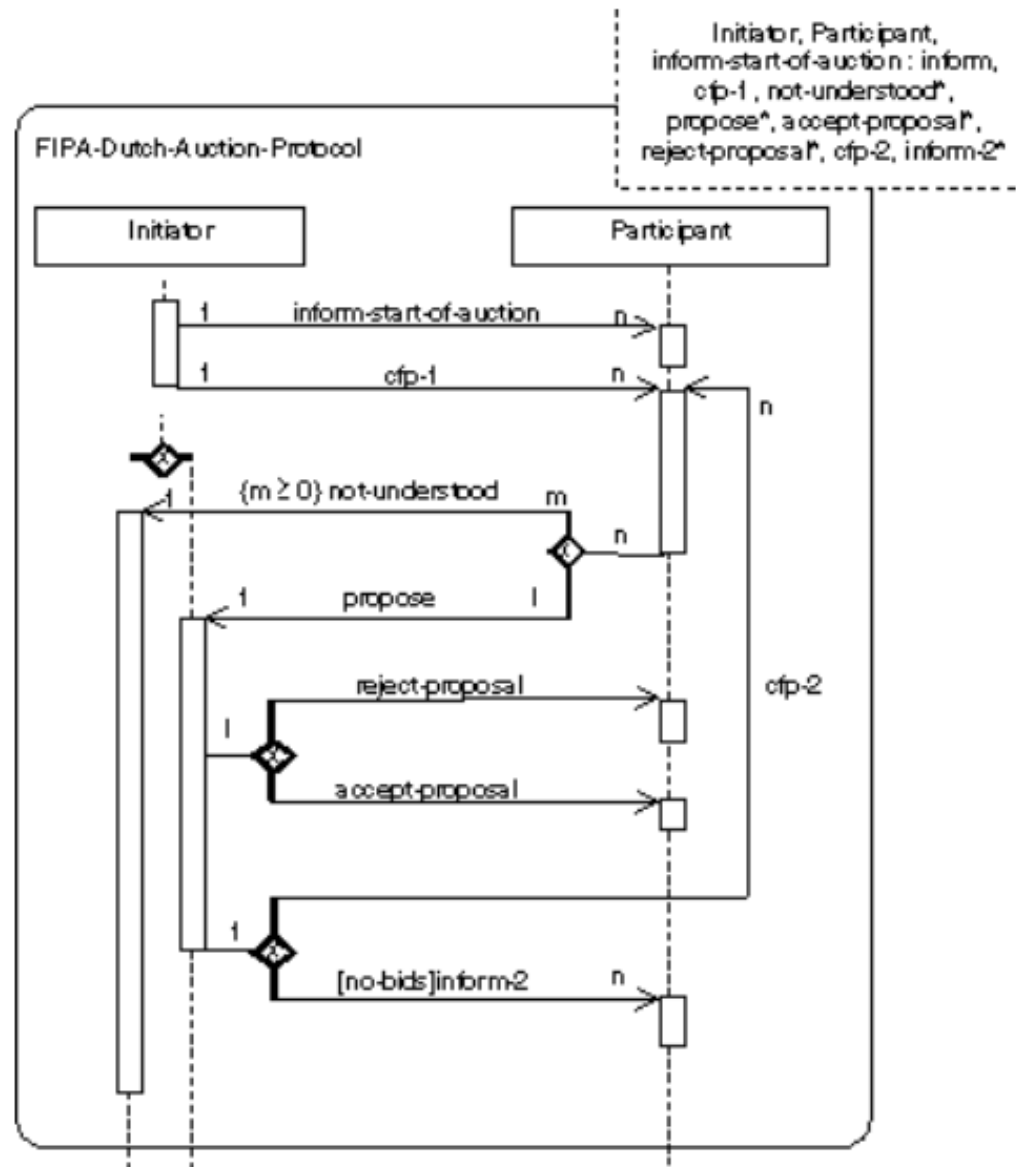 Initiator, Participant,
inform-start-of-auction : inform,
cfp-1 , not-understood*,
propose*, accept-proposal*,
reject-proposal*, cfp-2, inform-2*
FIPA-Dutch-Auction-Protocol
Initiator
Participant
1 inform-start-of-auction n
1 cfp-1 n
n
X
1 {m ≥ 0} not-understood m
X n
1 propose l
reject-proposal
cfp-2
l X
accept-proposal
1 X
[no-bids]inform-2 n